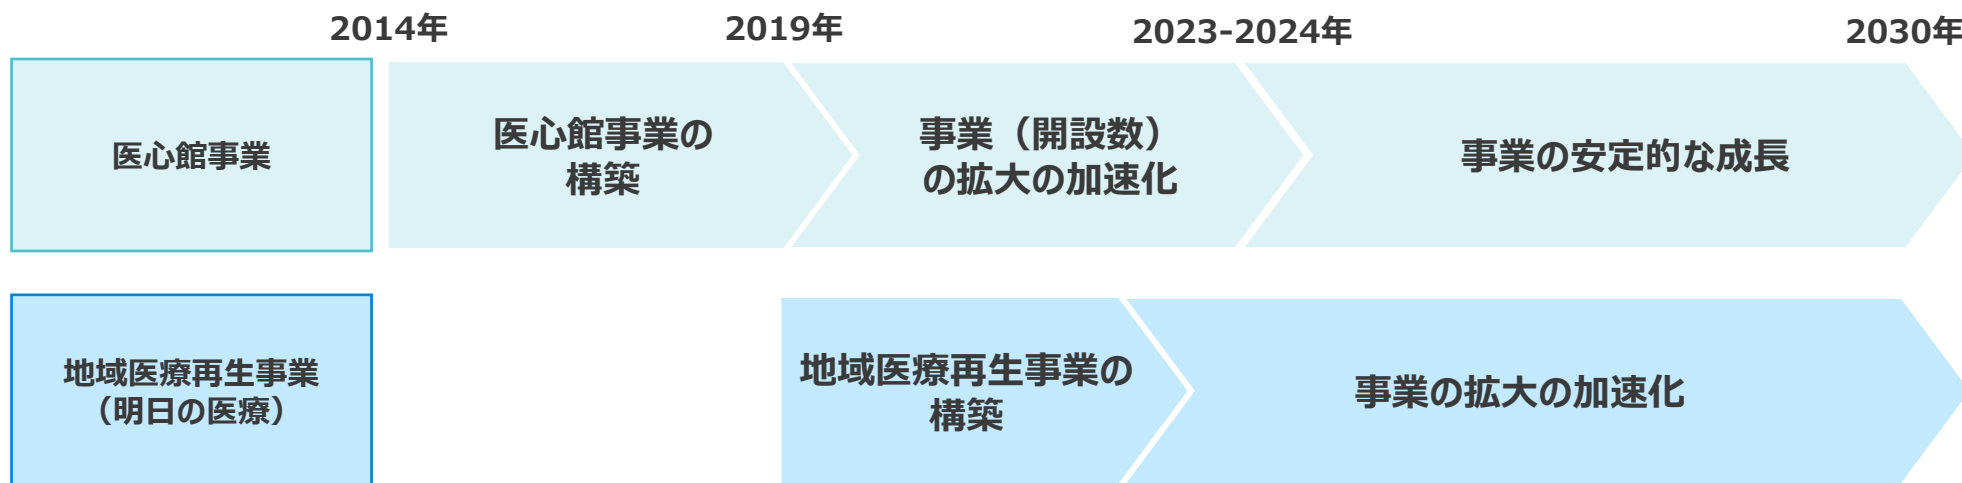 2014年
2019年
2023-2024年
2030年
医心館事業
医心館事業の
構築
事業（開設数）
の拡大の加速化
事業の安定的な成長
地域医療再生事業
（明日の医療）
地域医療再生事業の
構築
事業の拡大の加速化